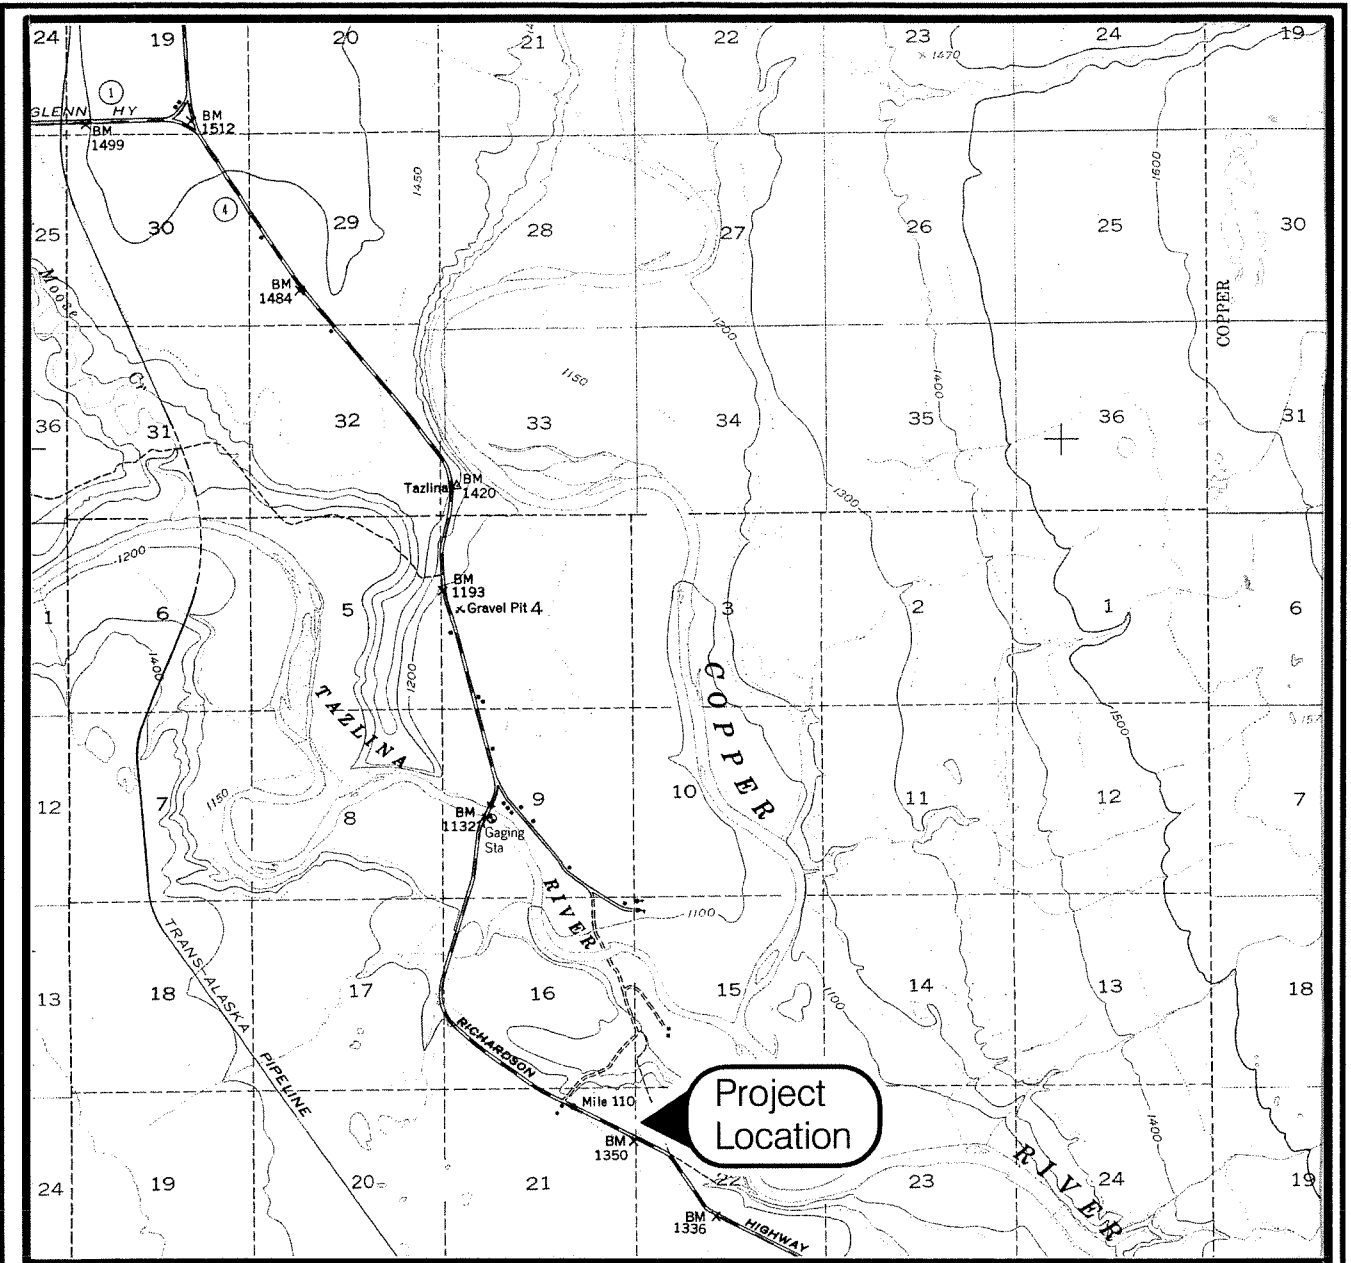 24 19 20 21 22 23 24 19
× 1470
1
GLENN HY
BM
1512
BM
1499
1450
1500
4
25 30 29 28 27 26 25 30
Moose
BM
1484
COPPER
1200
1150
1400
Cr
36 31 32 33 34 35 36 31
Tazlina
BM
1420
1300
1200
BM
1193
Gravel Pit
1 6 5 4 3 2 1 6
1400
1200
TAZLINA
COPPER
1500
12 7 8 9 10 11 12 7
1150
BM
1132
Gaging
Sta
RIVER
1100
TRANS-ALASKA
PIPELINE
13 18 17 16 15 14 13 18
1100
RICHARDSON
Mile 110
Project
Location
BM
1350
1400
RIVER
24 19 20 21 22 23 24 19
BM
1336
HIGHWAY